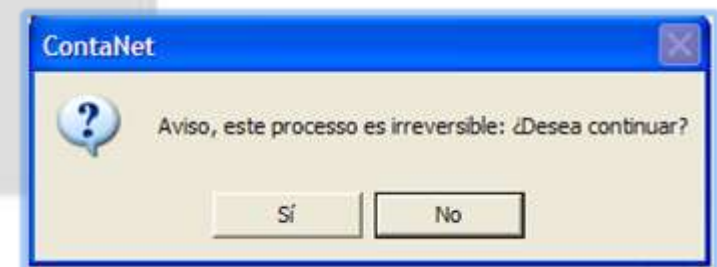 ContaNet
Aviso, este processo es irreversible: ¿Desea continuar?
Sí
No